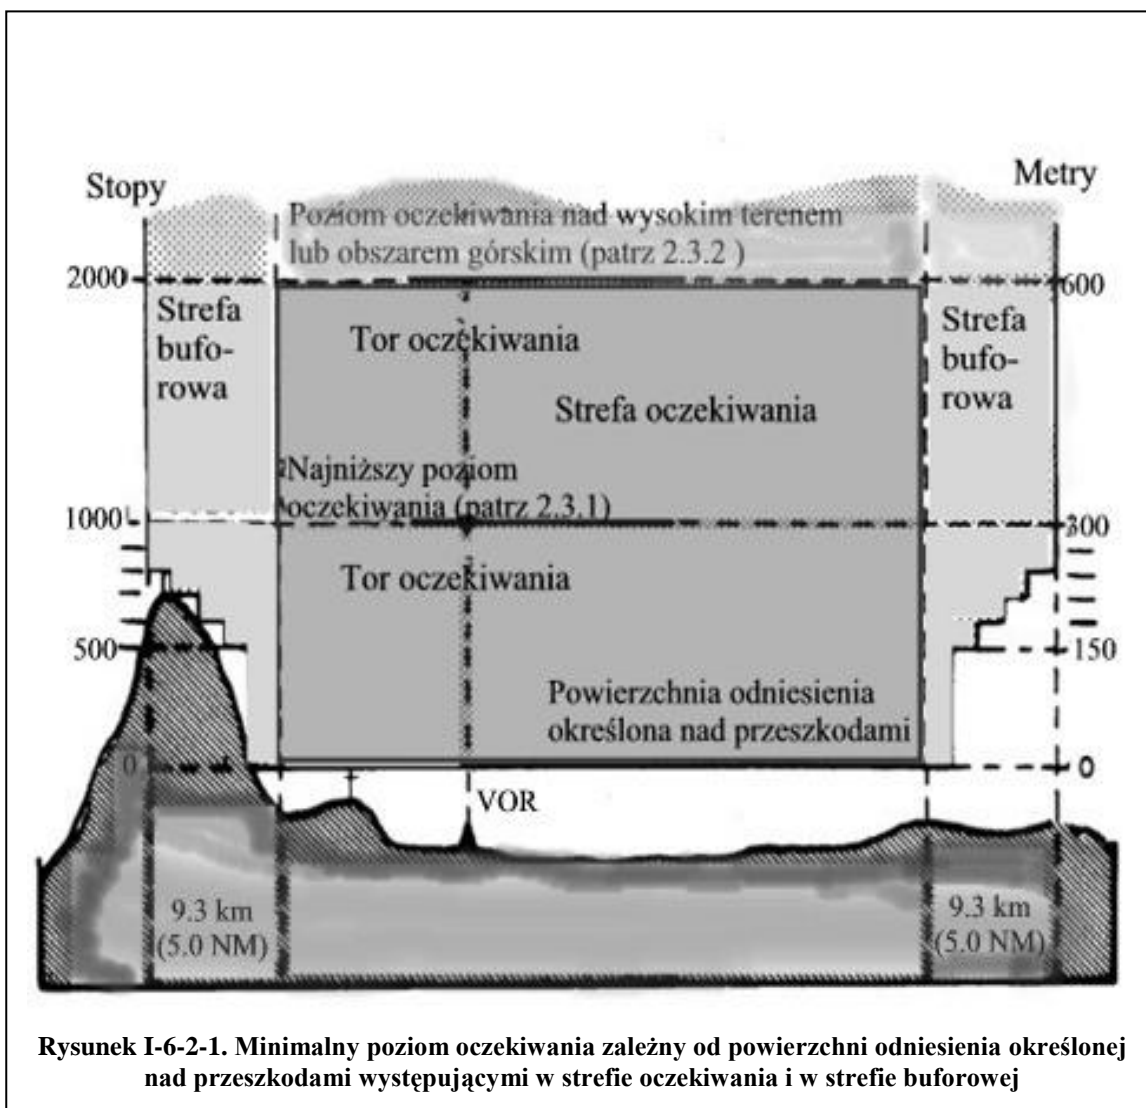 Stopy
Metry
Poziom oczekiwania nad wysokim terenem
lub obszarem górskim (patrz 2.3.2 )
2000
600
Strefa
bufo-
rowa
Tor oczekiwania
Strefa oczekiwania
Strefa
bufo-
rowa
Najniższy poziom
oczekiwania (patrz 2.3.1)
1000
300
Tor oczekiwania
500
150
Powierzchnia odniesienia
określona nad przeszkodami
0
0
VOR
9.3 km
(5.0 NM)
9.3 km
(5.0 NM)
Rysunek I-6-2-1. Minimalny poziom oczekiwania zależny od powierzchni odniesienia określonej
nad przeszkodami występującymi w strefie oczekiwania i w strefie buforowej